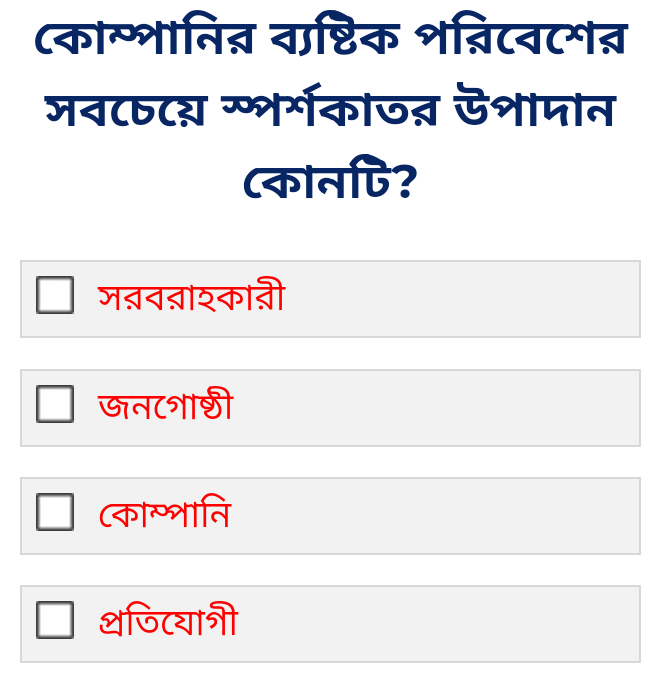 কোম্পানির ব্যষ্টিক পরিবেশের
সবচেয়ে স্পর্শকাতর উপাদান
কোনটি?
সরবরাহকারী
জনগোষ্ঠী
কোম্পানি
প্রতিযোগী